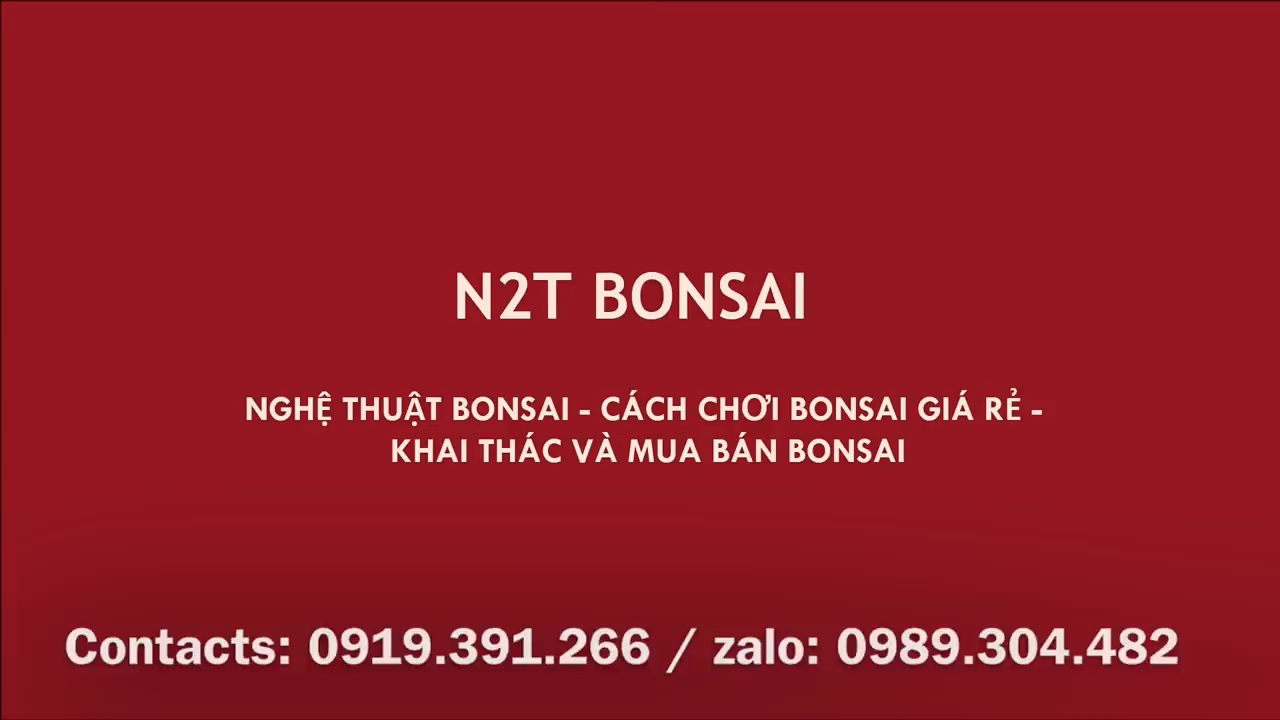 N2T BONSAI
NGHỆ THUẬT BONSAI - CÁCH CHƠI BONSAI GIÁ RẺ -
KHAI THÁC VÀ MUA BÁN BONSAI
Contacts: 0919.391.266 / zalo: 0989.304.482